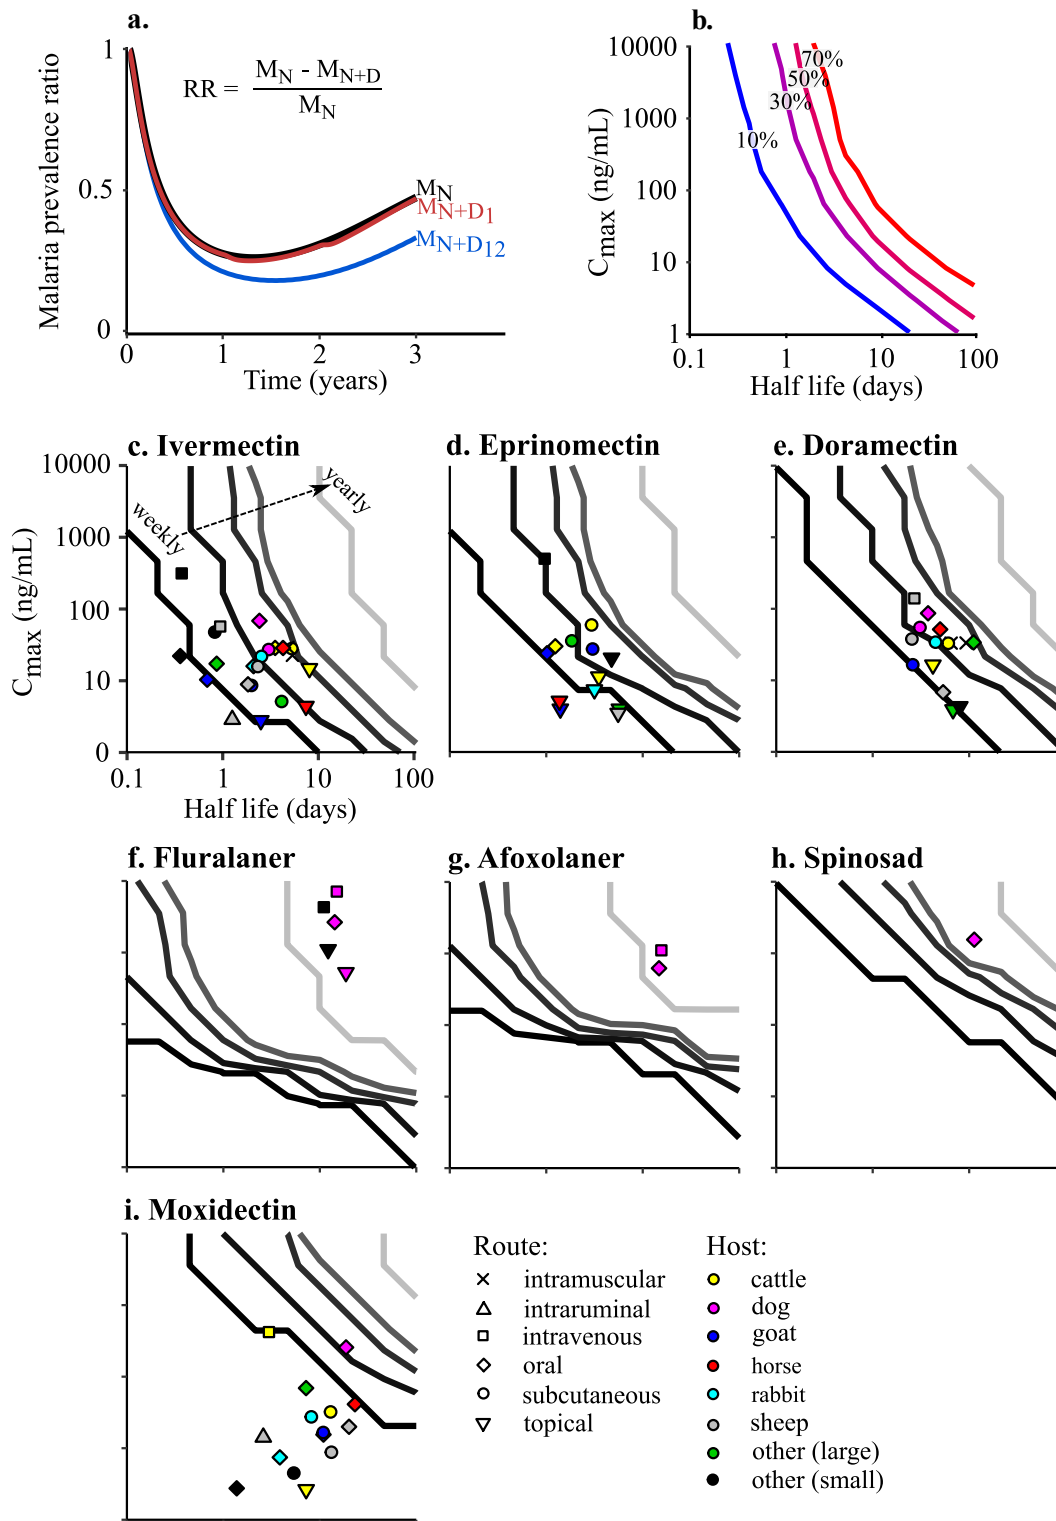 a.
1
0.5
0
Malaria prevalence ratio
RR = M_N - M_N+D
M_N
M_N
M_N+D1
M_N+D12
0 1 2 3
Time (years)
b.
10000
1000
100
10
1
C_max (ng/mL)
10%
30%
50%
70%
0.1 1 10 100
Half life (days)
c. Ivermectin
10000
1000
100
10
0
C_max (ng/mL)
weekly
yearly
0.1 1 10 100
Half life (days)
d. Eprinomectin
e. Doramectin
f. Fluralaner
g. Afoxolaner
h. Spinosad
i. Moxidectin
Route:
intramuscular
intraruminal
intravenous
oral
subcutaneous
topical
Host:
cattle
dog
goat
horse
rabbit
sheep
other (large)
other (small)